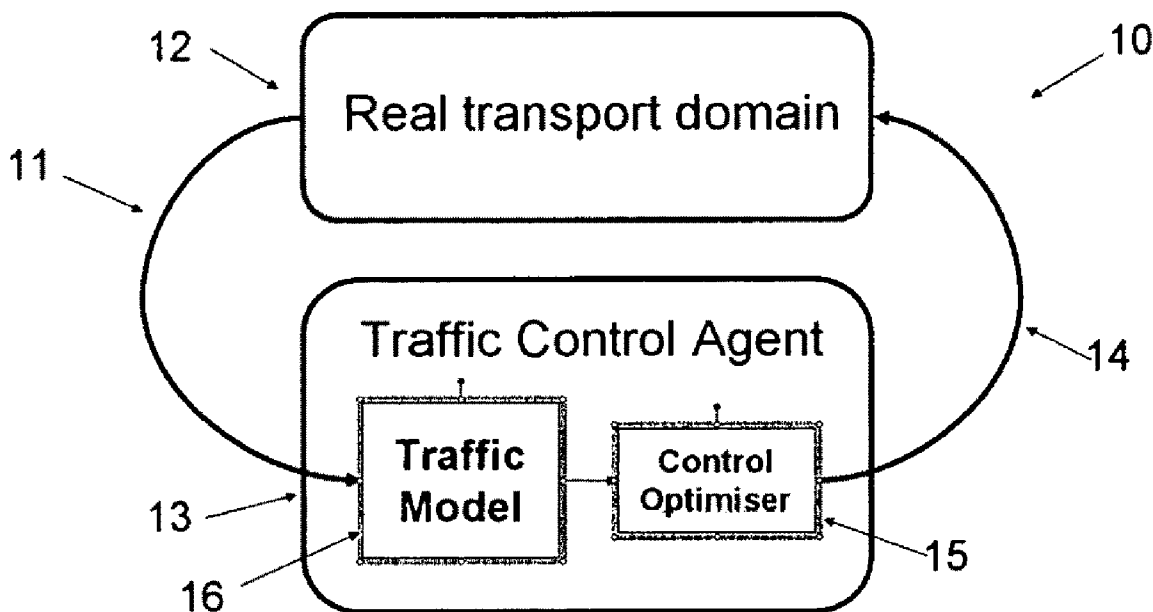 12
10
Real transport domain
11
Traffic Control Agent
14
Traffic
Model
Control
Optimiser
13
15
16